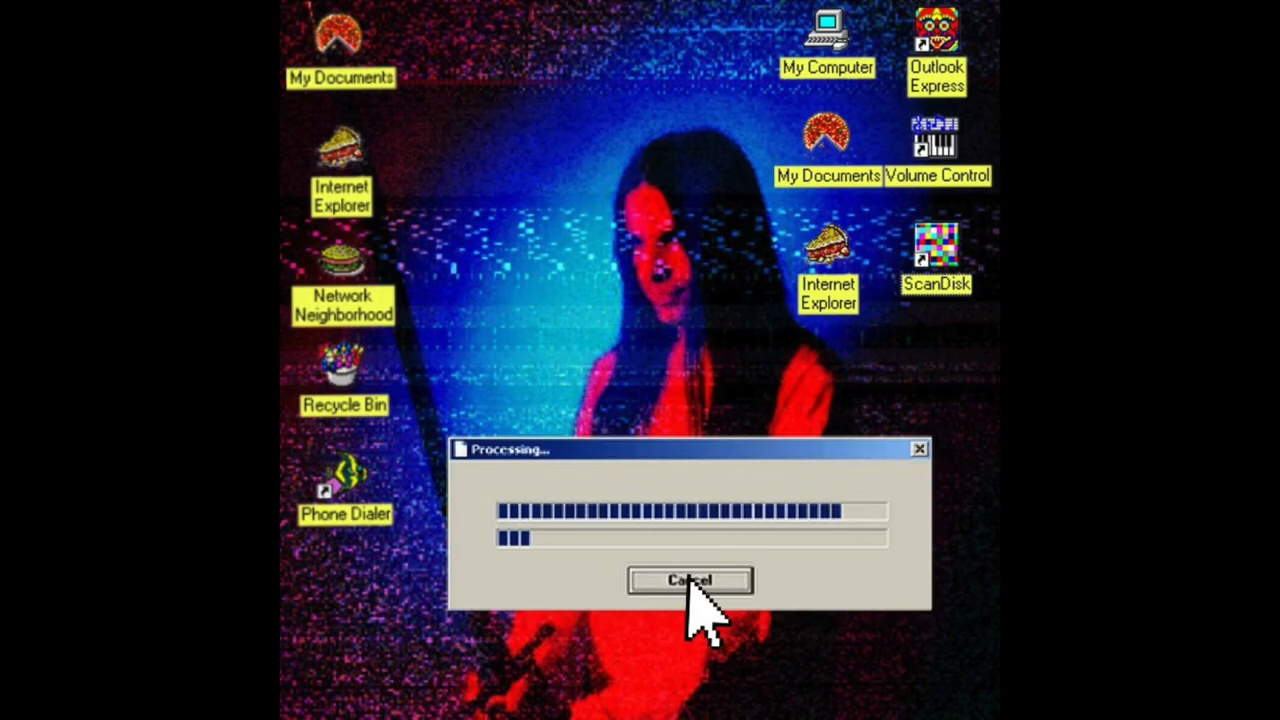 My Documents
Internet
Explorer
Network
Neighborhood
Recycle Bin
Phone Dialer
My Computer
Outlook
Express
My Documents
Volume Control
Internet
Explorer
ScanDisk
Processing...
Cancel